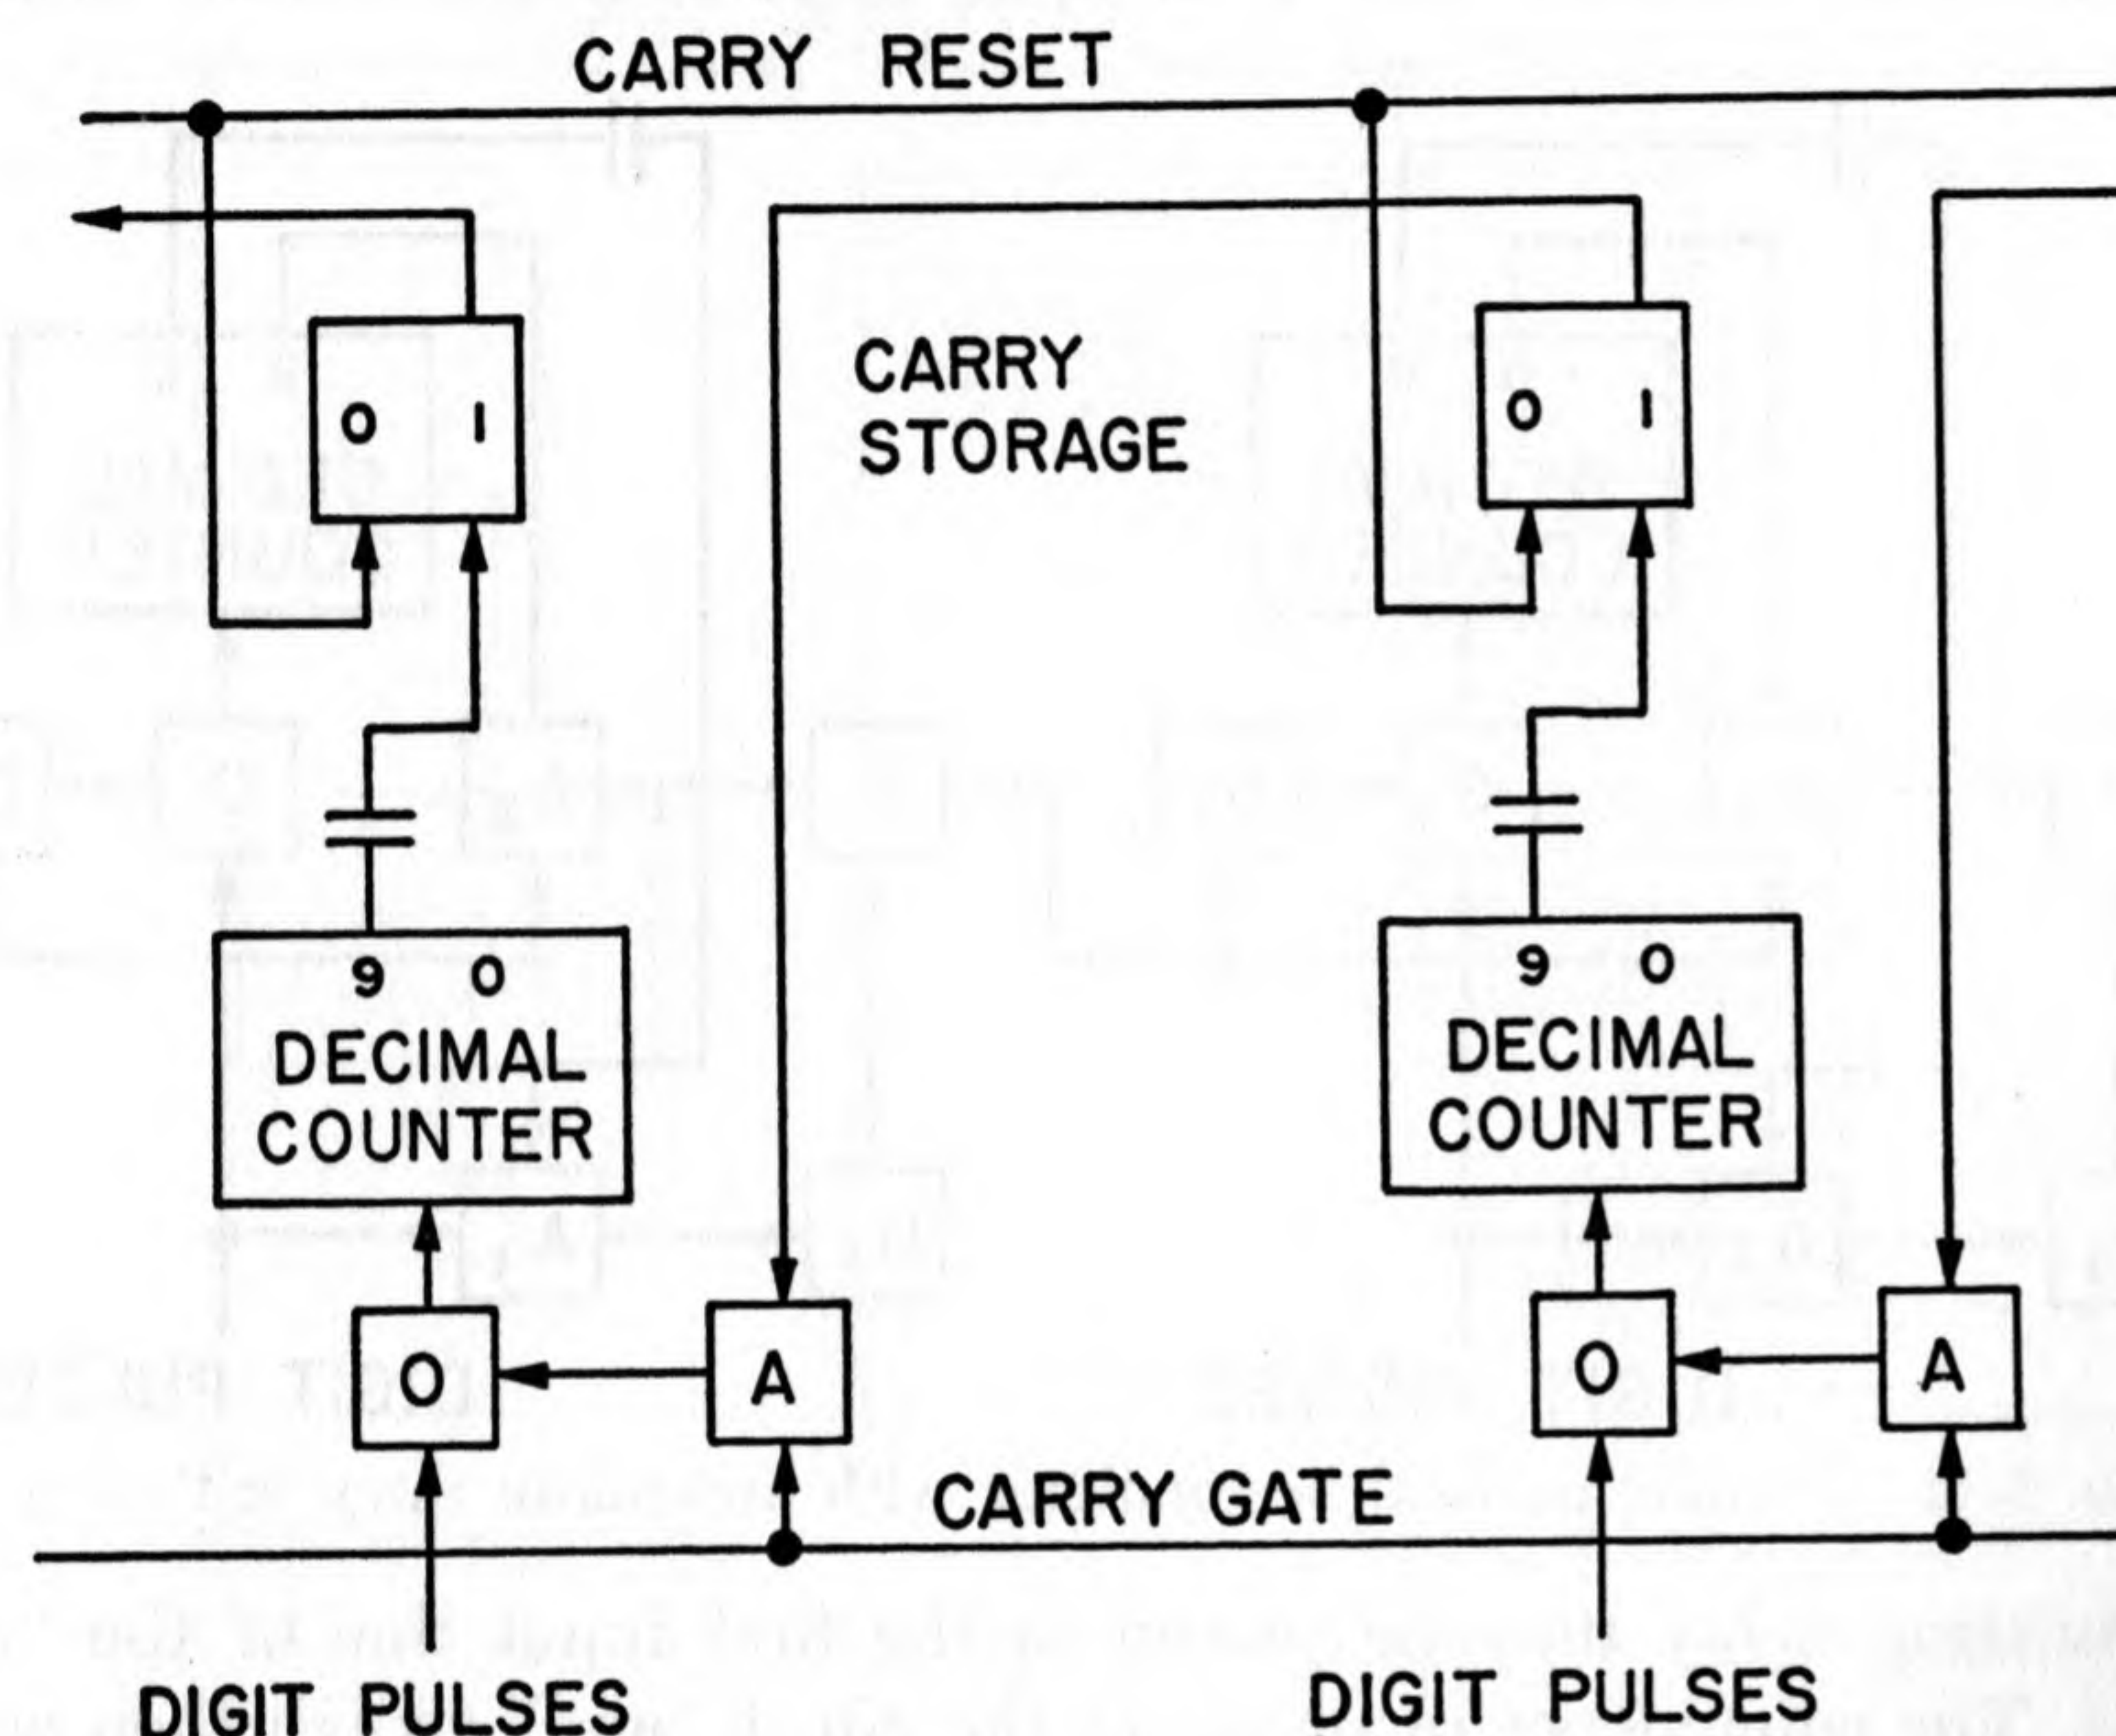 CARRY RESET
0 1
CARRY
STORAGE
0 1
9 0
DECIMAL
COUNTER
9 0
DECIMAL
COUNTER
O
A
O
A
CARRY GATE
DIGIT PULSES
DIGIT PULSES